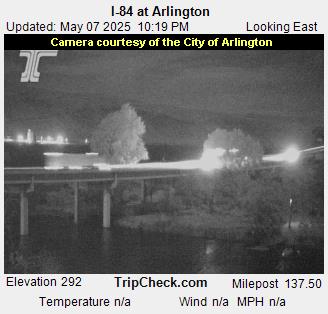 I-84 at Arlington
Updated: May 07 2025 10:19 PM Looking East
Camera courtesy of the City of Arlington
Elevation 292 TripCheck.com Milepost 137.50
Temperature n/a Wind n/a MPH n/a